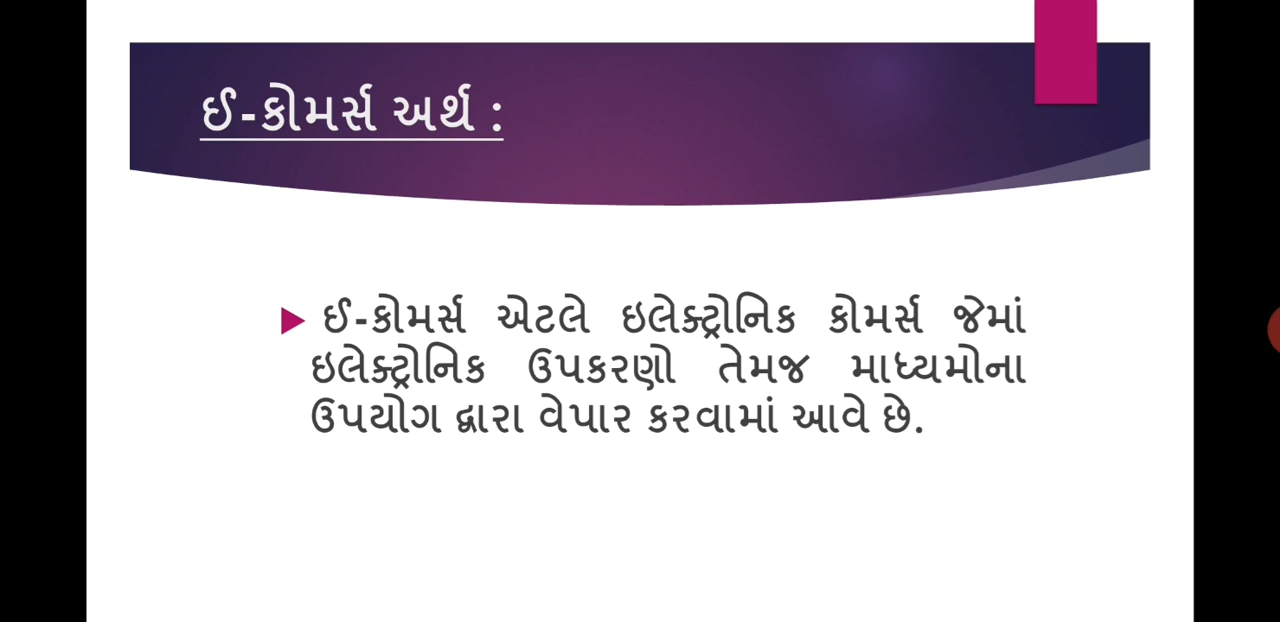 ઈ-કોમર્સ અર્થ :
ઈ-કોમર્સ એટલે ઇલેક્ટ્રોનિક કોમર્સ જેમાં
ઇલેક્ટ્રોનિક ઉપકરણો તેમજ માધ્યમોના
ઉપયોગ દ્વારા વેપાર કરવામાં આવે છે.